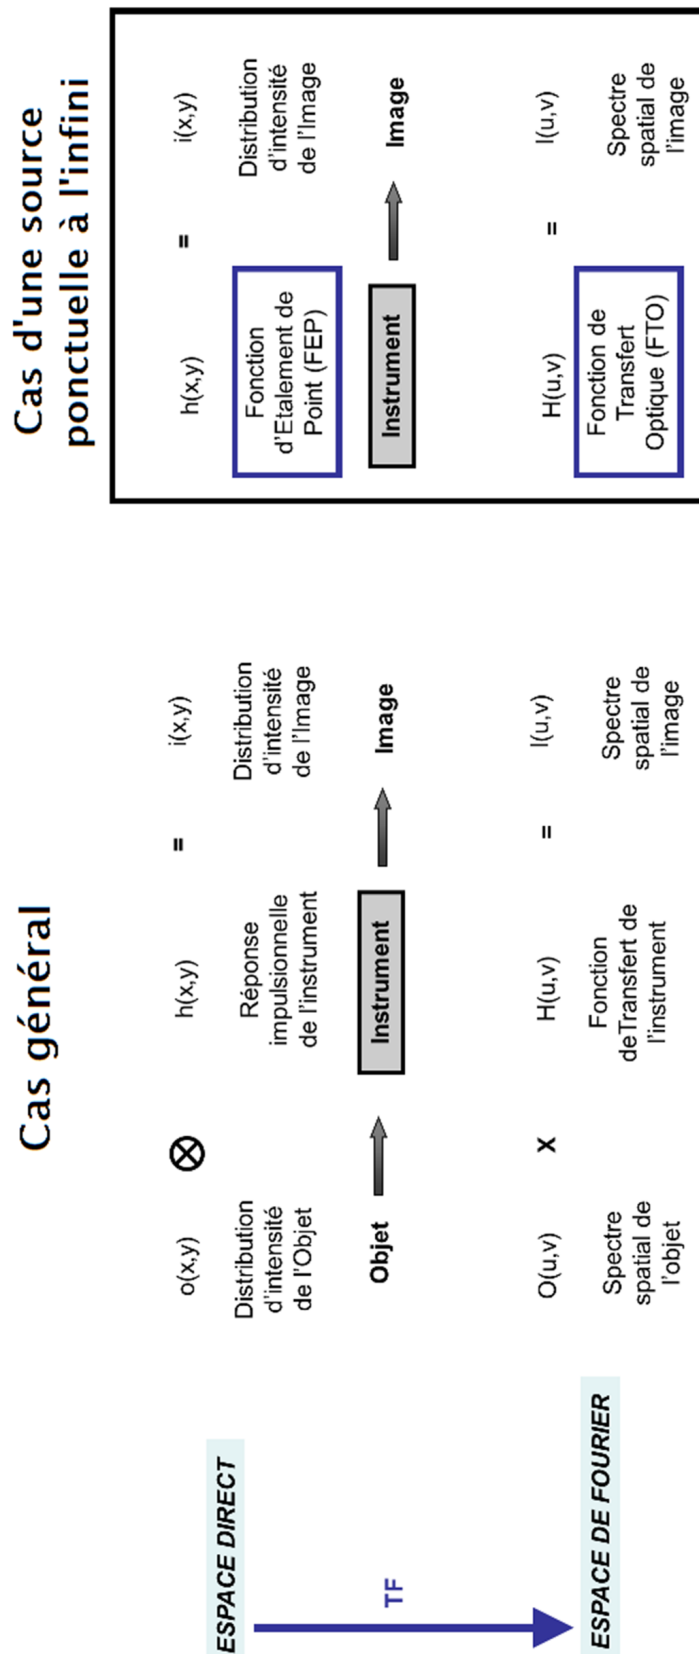 Cas général
Cas d'une source
ponctuelle à l'infini
ESPACE DIRECT
o(x,y) ⊗ h(x,y) = i(x,y)
Distribution
d'intensité
de l'Objet
Réponse
impulsionnelle
de l'instrument
Distribution
d'intensité
de l'Image
h(x,y) = i(x,y)
Fonction
d'Etalement de
Point (FEP)
Distribution
d'intensité
de l'Image
TF
Objet
Instrument
Image
Instrument
Image
ESPACE DE FOURIER
O(u,v) X H(u,v) = I(u,v)
Spectre
spatial de
l'objet
Fonction
deTransfert de
l'instrument
Spectre
spatial de
l'image
H(u,v) = I(u,v)
Fonction de
Transfert
Optique (FTO)
Spectre
spatial de
l'image